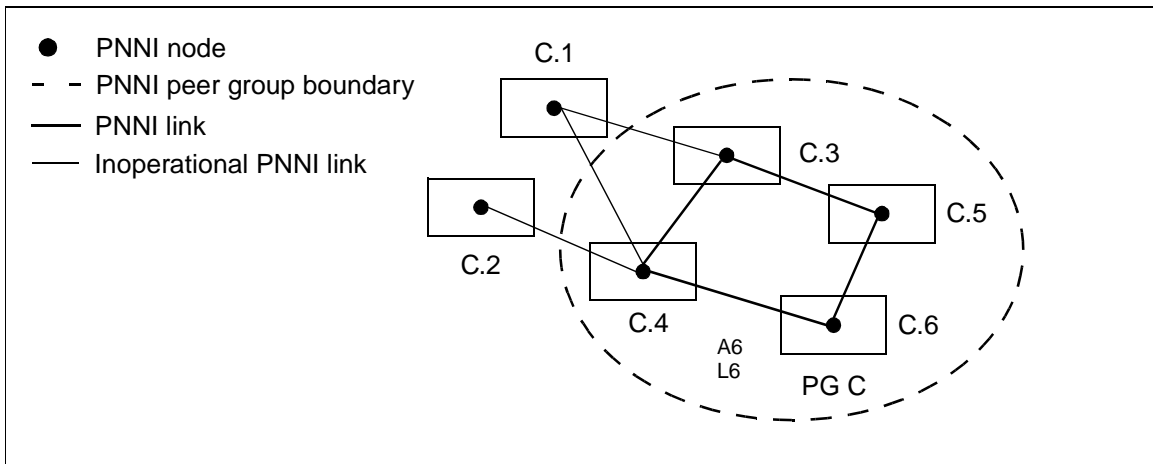 PNNI node
PNNI peer group boundary
PNNI link
Inoperational PNNI link
C.1
C.3
C.5
C.2
C.4
C.6
A6
L6
PG C